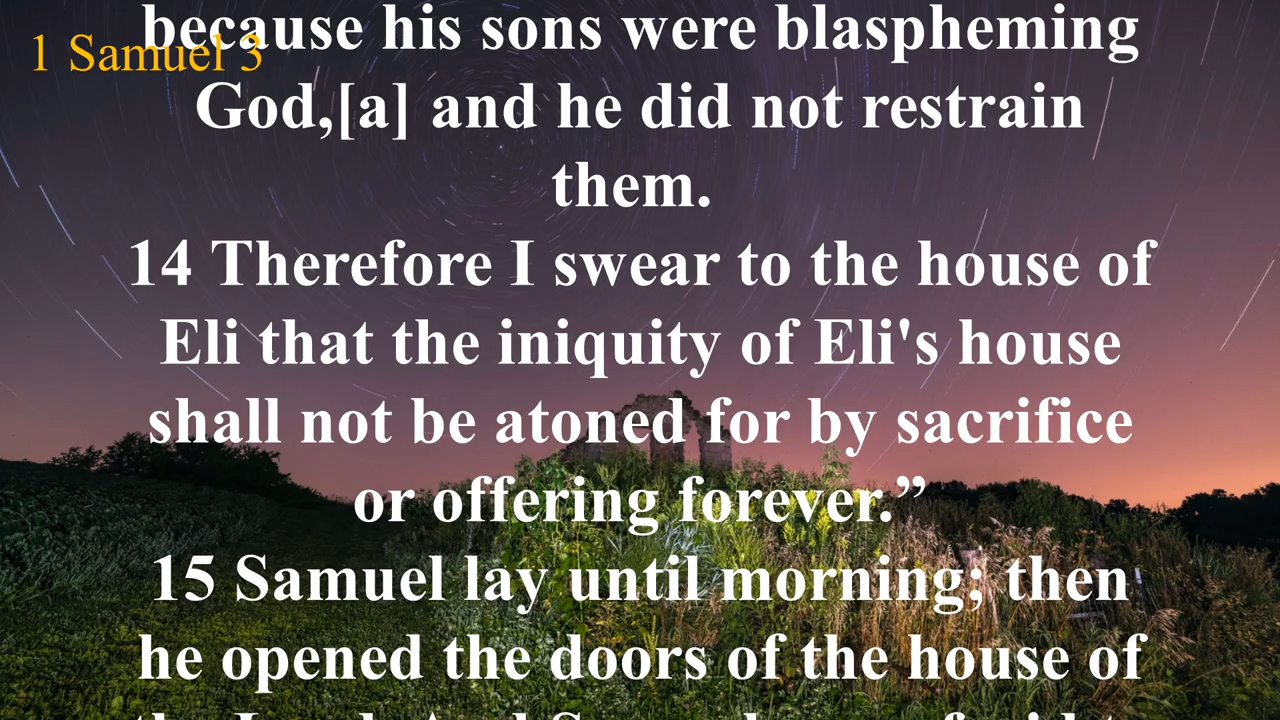 1 Samuel 3
because his sons were blaspheming
God,[a] and he did not restrain
them.
14 Therefore I swear to the house of
Eli that the iniquity of Eli's house
shall not be atoned for by sacrifice
or offering forever.”
15 Samuel lay until morning; then
he opened the doors of the house of